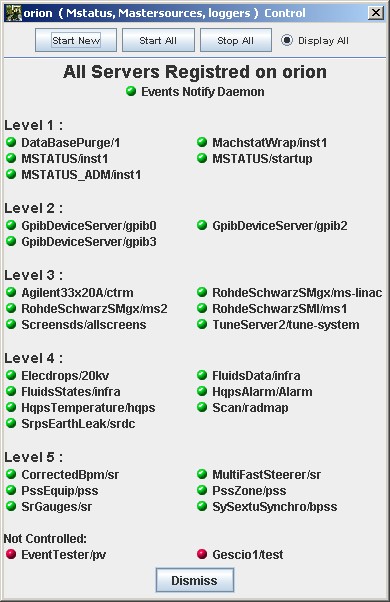 orion ( Mstatus, Mastersources, loggers ) Control
Start New Start All Stop All Display All
All Servers Registred on orion
Events Notify Daemon
Level 1 :
DataBasePurge/1 MachstatWrap/inst1
MSTATUS/inst1 MSTATUS/startup
MSTATUS_ADM/inst1
Level 2 :
GpibDeviceServer/gpib0 GpibDeviceServer/gpib2
GpibDeviceServer/gpib3
Level 3 :
Agilent33x20A/ctrm RohdeSchwarzSMgx/ms-linac
RohdeSchwarzSMgx/ms2 RohdeSchwarzSMI/ms1
Screensds/allscreens TuneServer2/tune-system
Level 4 :
Elecdrops/20kv FluidsData/infra
FluidsStates/infra HqpsAlarm/Alarm
HqpsTemperature/hqps Scan/radmap
SrpsEarthLeak/srdc
Level 5 :
CorrectedBpm/sr MultiFastSteerer/sr
PssEquip/pss PssZone/pss
SrGauges/sr SySextuSynchro/bpss
Not Controlled:
EventTester/pv Gescio1/test
Dismiss